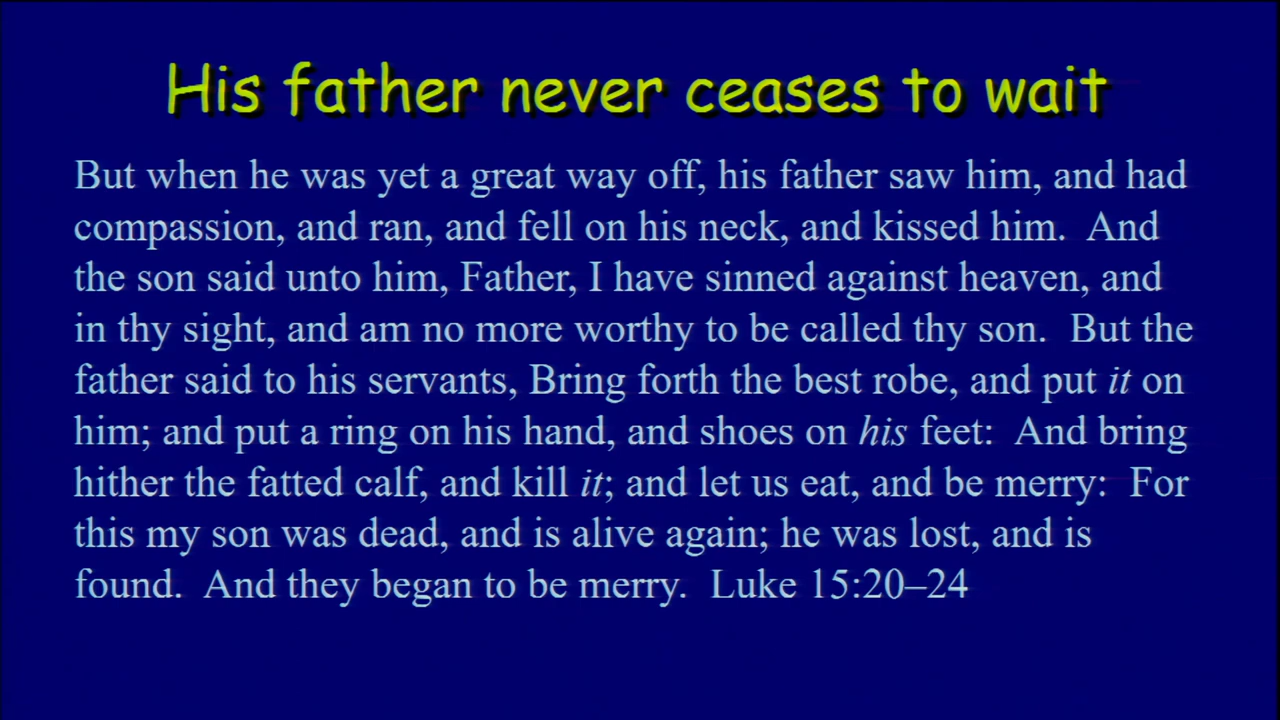 His father never ceases to wait
But when he was yet a great way off, his father saw him, and had
compassion, and ran, and fell on his neck, and kissed him.  And
the son said unto him, Father, I have sinned against heaven, and
in thy sight, and am no more worthy to be called thy son.  But the
father said to his servants, Bring forth the best robe, and put it on
him; and put a ring on his hand, and shoes on his feet:  And bring
hither the fatted calf, and kill it; and let us eat, and be merry:  For
this my son was dead, and is alive again; he was lost, and is
found.  And they began to be merry.  Luke 15:20–24